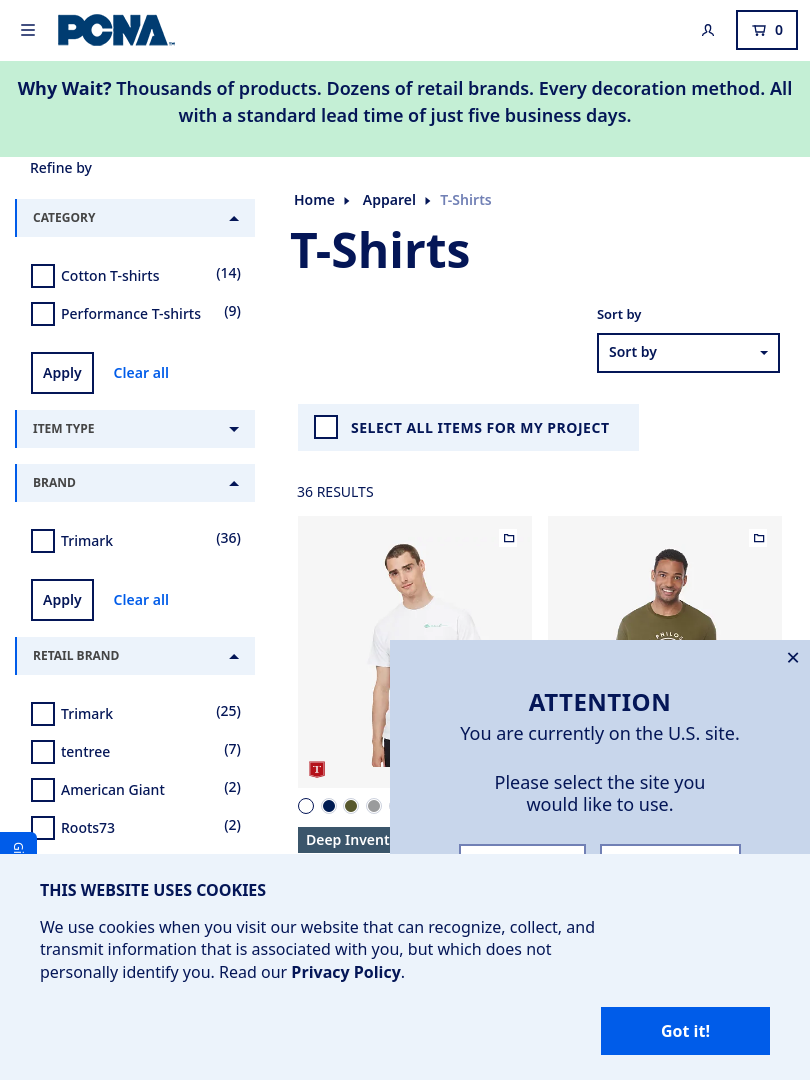 PCNA
0
Why Wait? Thousands of products. Dozens of retail brands. Every decoration method. All
with a standard lead time of just five business days.
Refine by
Home
Apparel
T-Shirts
CATEGORY
T-Shirts
Cotton T-shirts (14)
Performance T-shirts (9)
Sort by
Sort by
Apply Clear all
ITEM TYPE
SELECT ALL ITEMS FOR MY PROJECT
BRAND
36 RESULTS
Trimark (36)
Apply Clear all
RETAIL BRAND
Trimark (25)
tentree (7)
American Giant (2)
Roots73 (2)
T
Deep Invent
ATTENTION
You are currently on the U.S. site.
Please select the site you
would like to use.
THIS WEBSITE USES COOKIES
We use cookies when you visit our website that can recognize, collect, and
transmit information that is associated with you, but which does not
personally identify you. Read our Privacy Policy.
Got it!